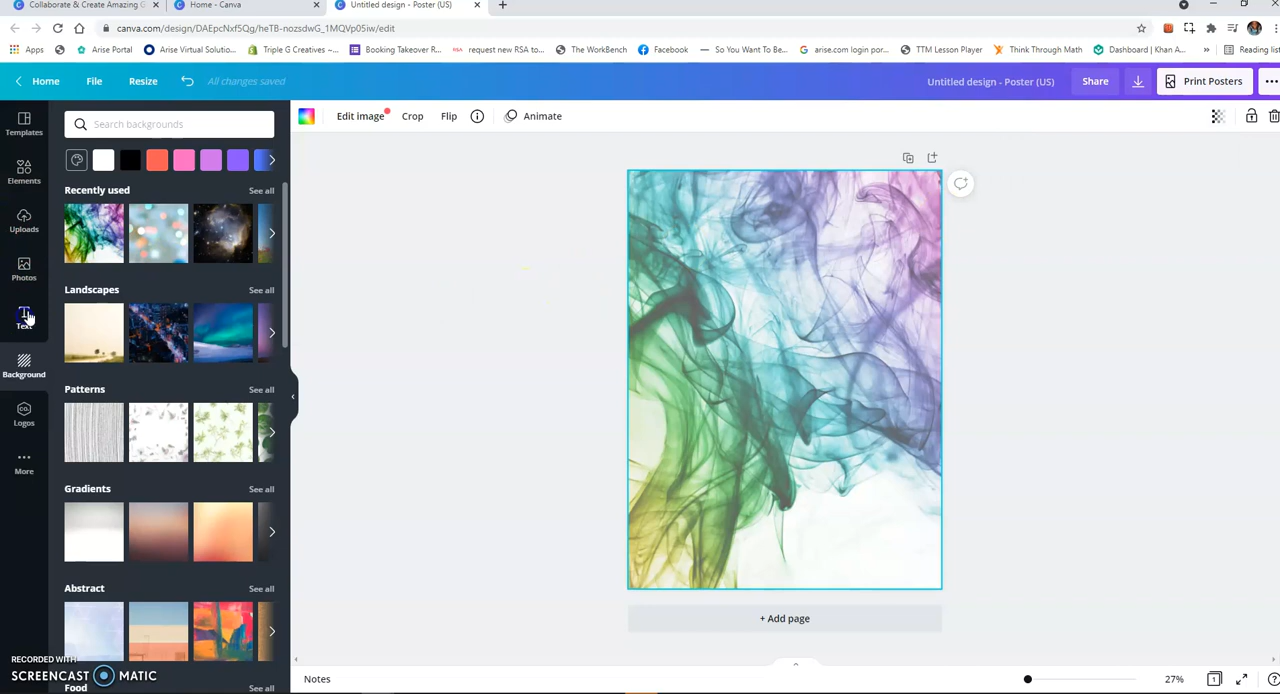 Collaborate & Create Amazing G
Home - Canva
Untitled design - Poster (US)
canva.com/design/DAEpcNxf5Qg/heTB-nozsdwG_1MQVp05iw/edit
Apps
Arise Portal
Arise Virtual Solutio...
Triple G Creatives ~...
Booking Takeover R...
request new RSA to...
The WorkBench
Facebook
So You Want To Be...
arise.com login por...
TTM Lesson Player
Think Through Math
Dashboard | Khan A...
Reading list
Home
File
Resize
All changes saved
Untitled design - Poster (US)
Share
Print Posters
Templates
Elements
Uploads
Photos
Text
Background
Logos
More
Search backgrounds
Recently used
See all
Landscapes
See all
Patterns
See all
Gradients
See all
Abstract
See all
Food
See all
Edit image
Crop
Flip
Animate
+ Add page
Notes
27%
1
RECORDED WITH
SCREENCAST MATIC